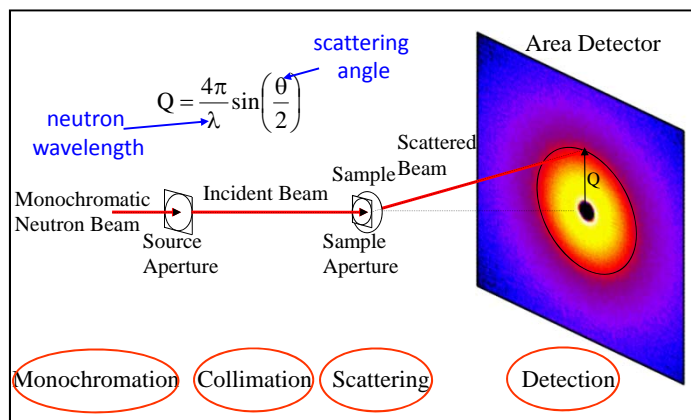 scattering
angle
Area Detector
Q = 4π/λ sin(θ/2)
neutron
wavelength
Scattered
Beam
Sample
Q
Monochromatic
Neutron Beam
Incident Beam
Source
Aperture
Sample
Aperture
Monochromation Collimation Scattering Detection